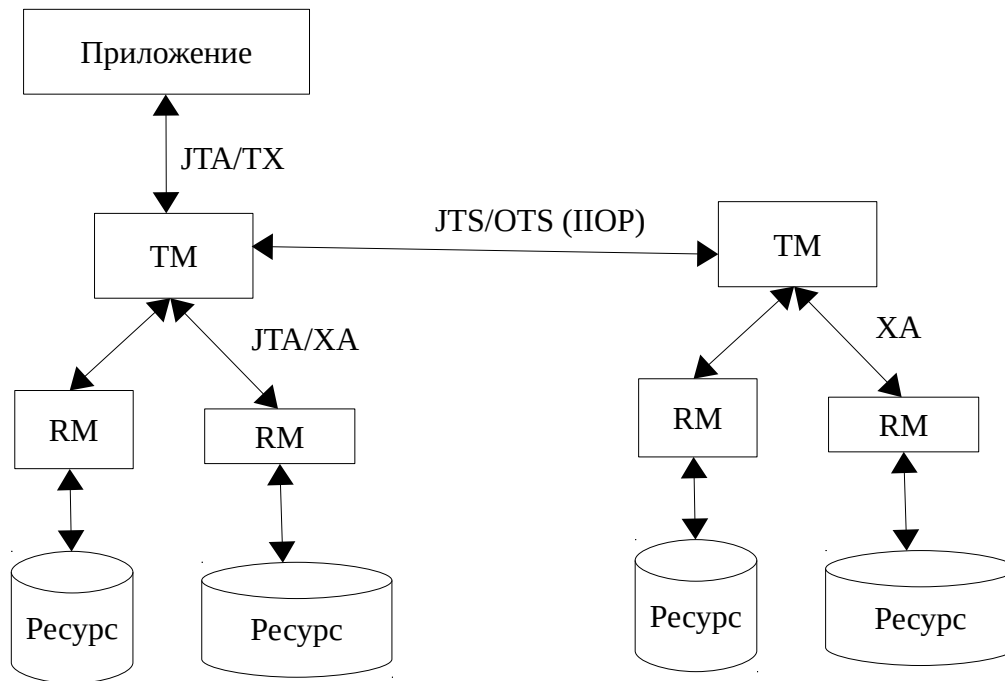 Приложение
JTA/TX
JTS/OTS (IIOP)
TM
TM
JTA/XA
XA
RM
RM
RM
RM
Ресурс
Ресурс
Ресурс
Ресурс